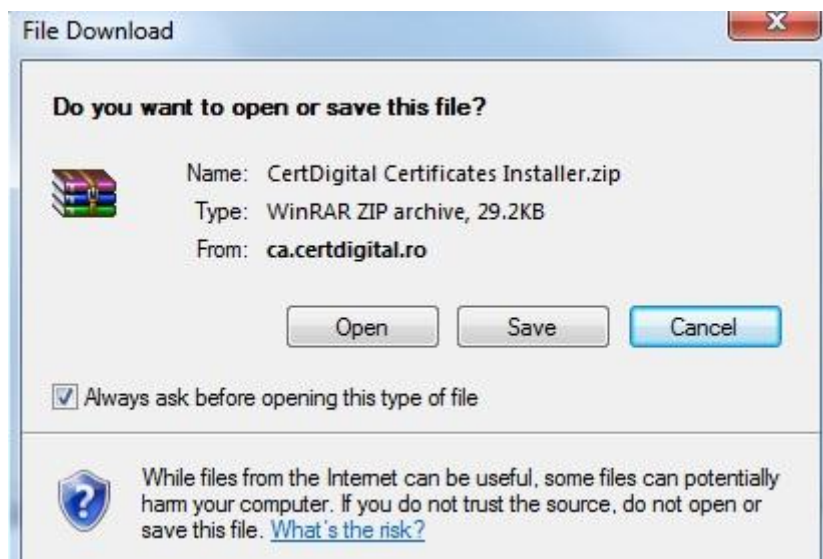 File Download
Do you want to open or save this file?
Name: CertDigital Certificates Installer.zip
Type: WinRAR ZIP archive, 29.2KB
From: ca.certdigital.ro
Open Save Cancel
Always ask before opening this type of file
While files from the Internet can be useful, some files can potentially
harm your computer. If you do not trust the source, do not open or
save this file. What's the risk?